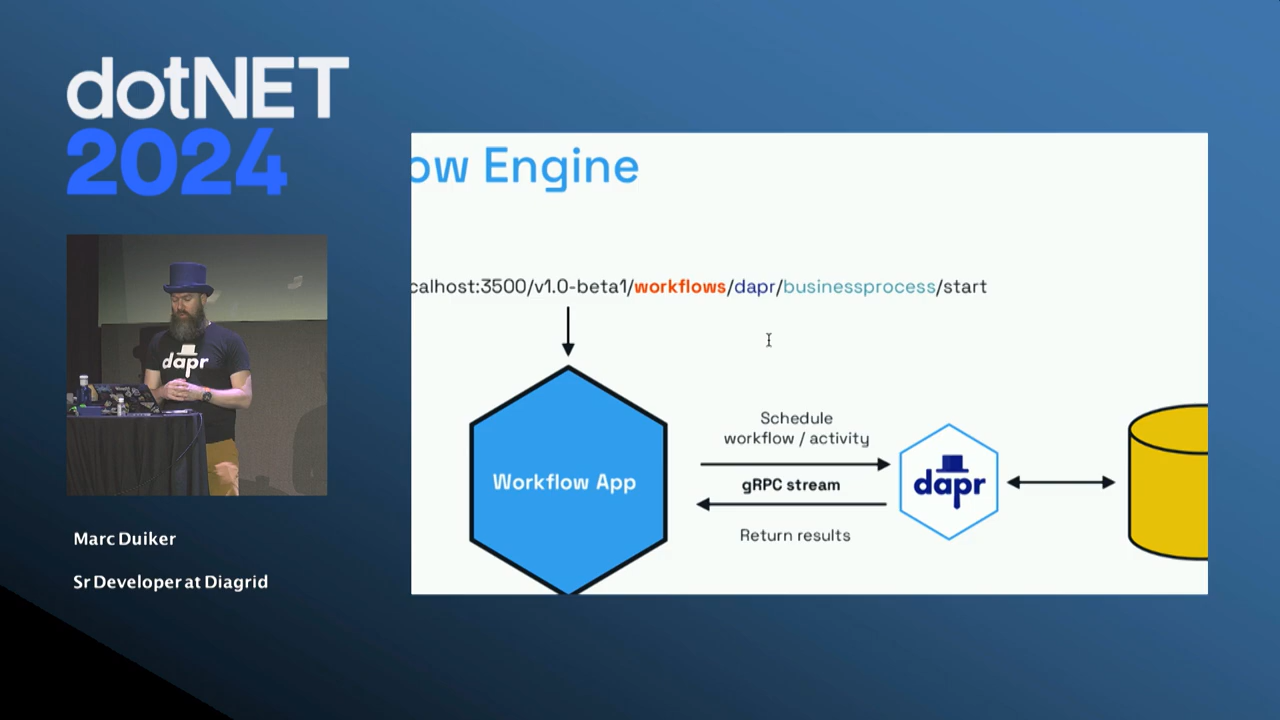 dotNET
2024
dapr
Marc Duiker
Sr Developer at Diagrid
ow Engine
calhost:3500/v1.0-beta1/workflows/dapr/businessprocess/start
Workflow App
Schedule
workflow / activity
gRPC stream
Return results
dapr